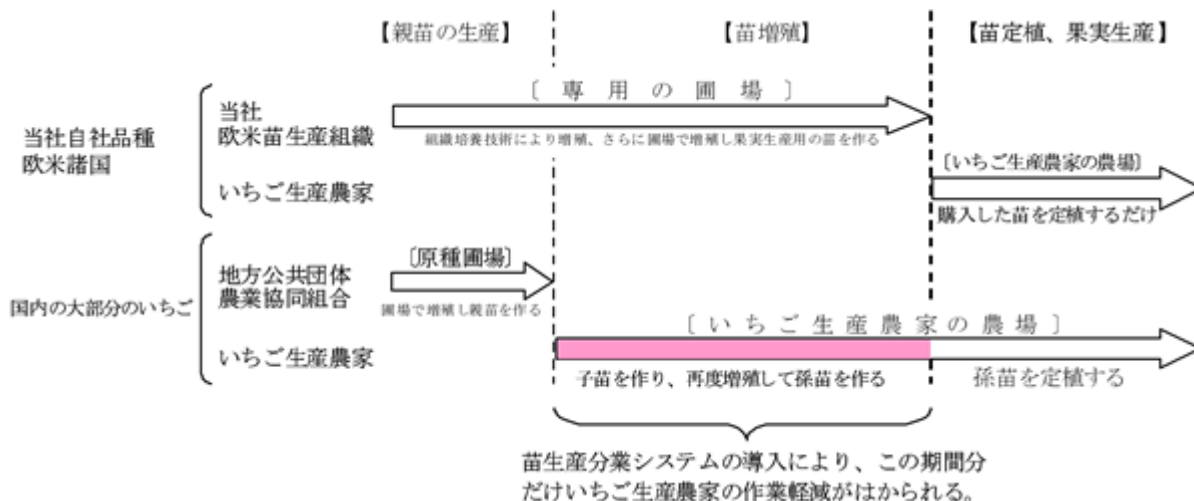 【親苗の生産】
【苗増殖】
【苗定植、果実生産】
〔専用の圃場〕
当社自社品種
欧米諸国
当社
欧米苗生産組織
組織培養技術により増殖、さらに圃場で増殖し果実生産用の苗を作る
いちご生産農家
〔いちご生産農家の農場〕
購入した苗を定植するだけ
国内の大部分のいちご
地方公共団体
農業協同組合
〔原種圃場〕
圃場で増殖し親苗を作る
いちご生産農家
〔いちご生産農家の農場〕
子苗を作り、再度増殖して孫苗を作る
孫苗を定植する
苗生産分業システムの導入により、この期間分
だけいちご生産農家の作業軽減がはかられる。